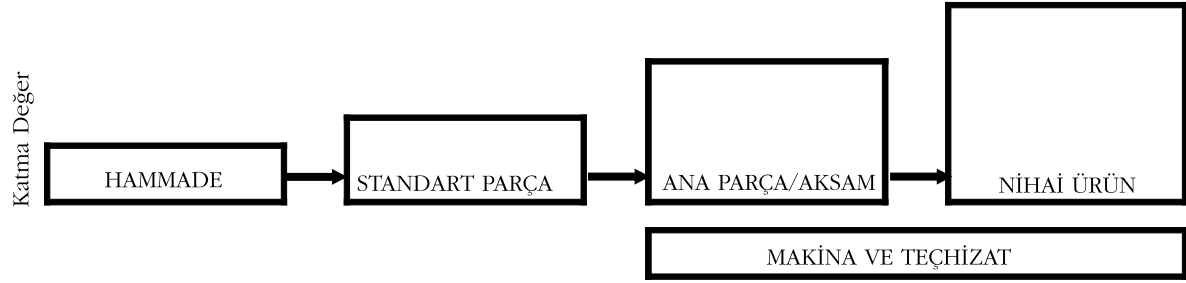 Katma Değer
HAMMADE
STANDART PARÇA
ANA PARÇA/AKSAM
NİHAİ ÜRÜN
MAKİNA VE TEÇHİZAT